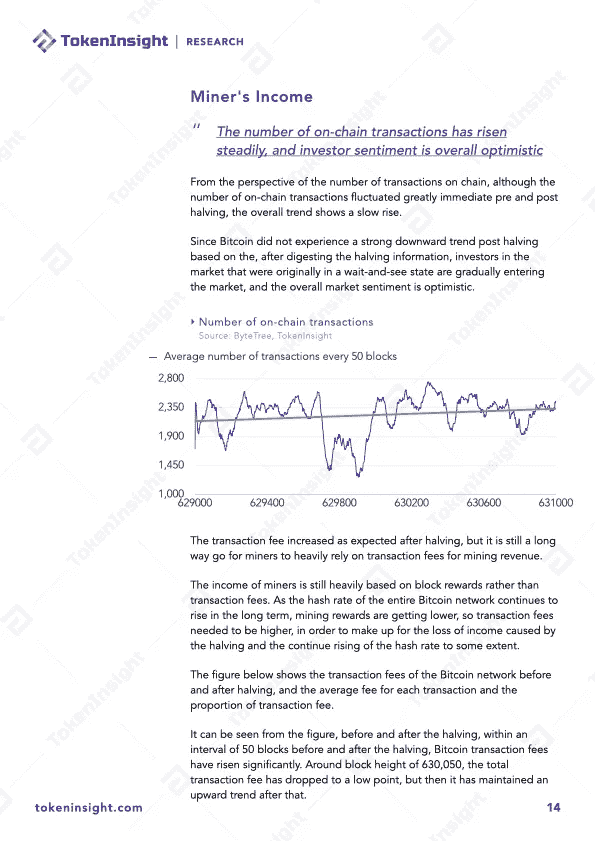 TokenInsight | RESEARCH
Miner's Income
" The number of on-chain transactions has risen
steadily, and investor sentiment is overall optimistic
From the perspective of the number of transactions on chain, although the
number of on-chain transactions fluctuated greatly immediate pre and post
halving, the overall trend shows a slow rise.
Since Bitcoin did not experience a strong downward trend post halving
based on the, after digesting the halving information, investors in the
market that were originally in a wait-and-see state are gradually entering
the market, and the overall market sentiment is optimistic.
Number of on-chain transactions
Source: ByteTree, TokenInsight
— Average number of transactions every 50 blocks
2,800
2,350
1,900
1,450
1,000
629000 629400 629800 630200 630600 631000
The transaction fee increased as expected after halving, but it is still a long
way go for miners to heavily rely on transaction fees for mining revenue.
The income of miners is still heavily based on block rewards rather than
transaction fees. As the hash rate of the entire Bitcoin network continues to
rise in the long term, mining rewards are getting lower, so transaction fees
needed to be higher, in order to make up for the loss of income caused by
the halving and the continue rising of the hash rate to some extent.
The figure below shows the transaction fees of the Bitcoin network before
and after halving, and the average fee for each transaction and the
proportion of transaction fee.
It can be seen from the figure, before and after the halving, within an
interval of 50 blocks before and after the halving, Bitcoin transaction fees
have risen significantly. Around block height of 630,050, the total
transaction fee has dropped to a low point, but then it has maintained an
upward trend after that.
tokeninsight.com 14